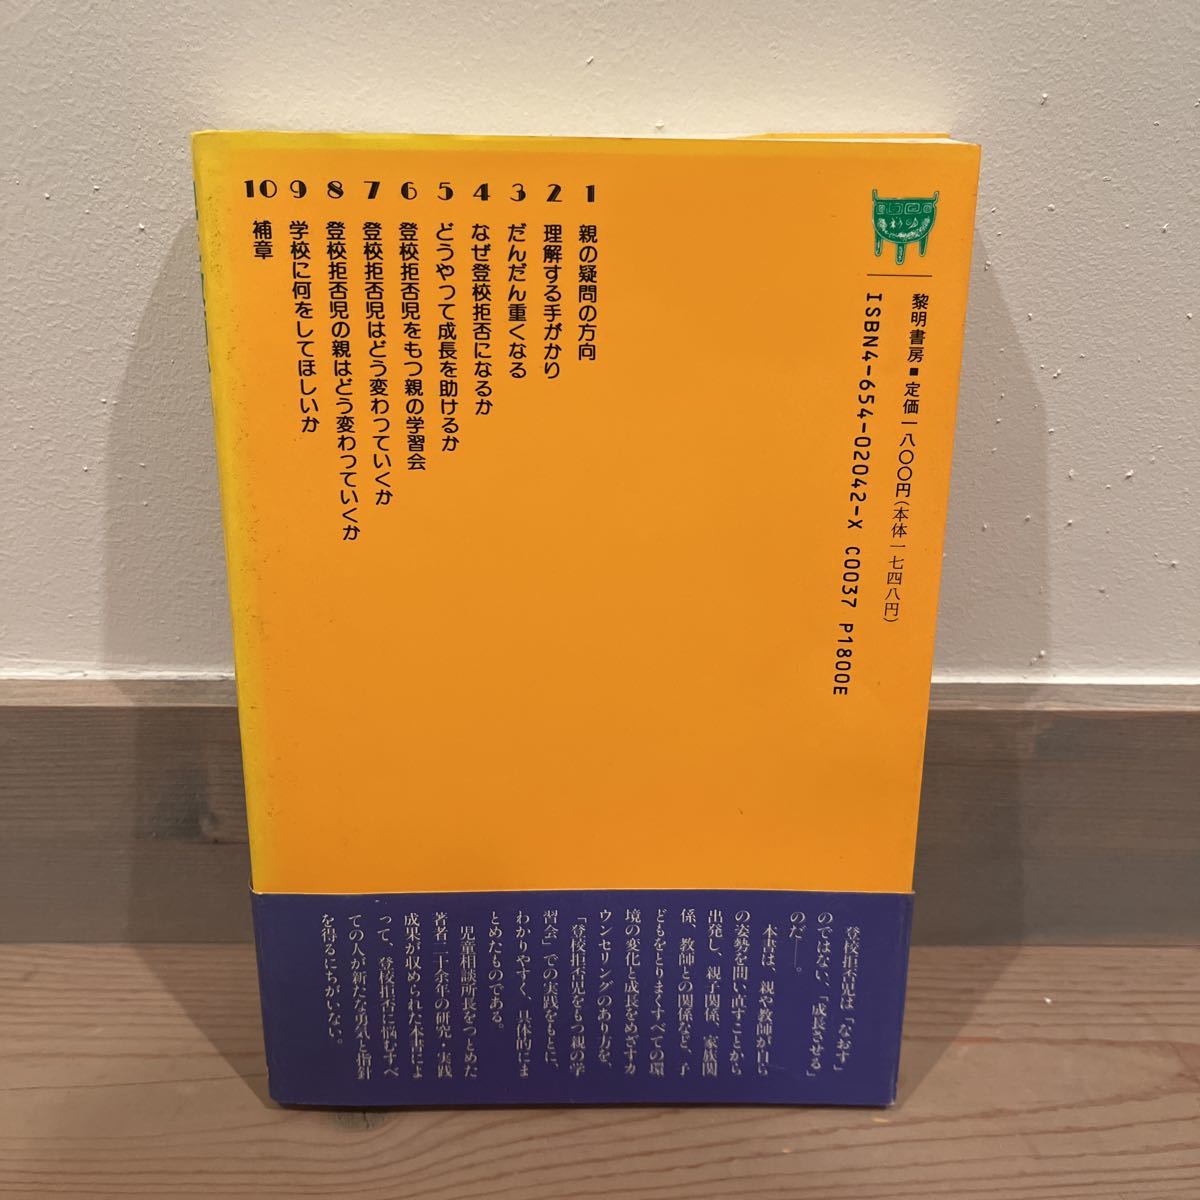 黎明書房■定価一八〇〇円(本体一七四八円)
ISBN4-654-02042-X C0037 P1800E
1 親の疑問の方向
2 理解する手がかり
3 だんだん重くなる
4 なぜ登校拒否になるか
5 どうやって成長を助けるか
6 登校拒否児をもつ親の学習会
7 登校拒否児はどう変わっていくか
8 登校拒否児の親はどう変わっていくか
9 学校に何をしてほしいか
10 補章
登校拒否児は「なおす」
のではない、「成長させる」
のだ――。
本書は、親や教師が自ら
の姿勢を問い直すことから
出発し、親子関係、家族関
係、教師との関係など、子
どもをとりまくすべての環
境の変化と成長をめざすカ
ウンセリングのあり方を、
「登校拒否児をもつ親の学
習会」での実践をもとに、
わかりやすく、具体的にま
とめたものである。
児童相談所長をつとめた
著者二十余年の研究・実践
成果が収められた本書によ
って、登校拒否に悩むすべ
ての人が新たな勇気と指針
を得るにちがいない。